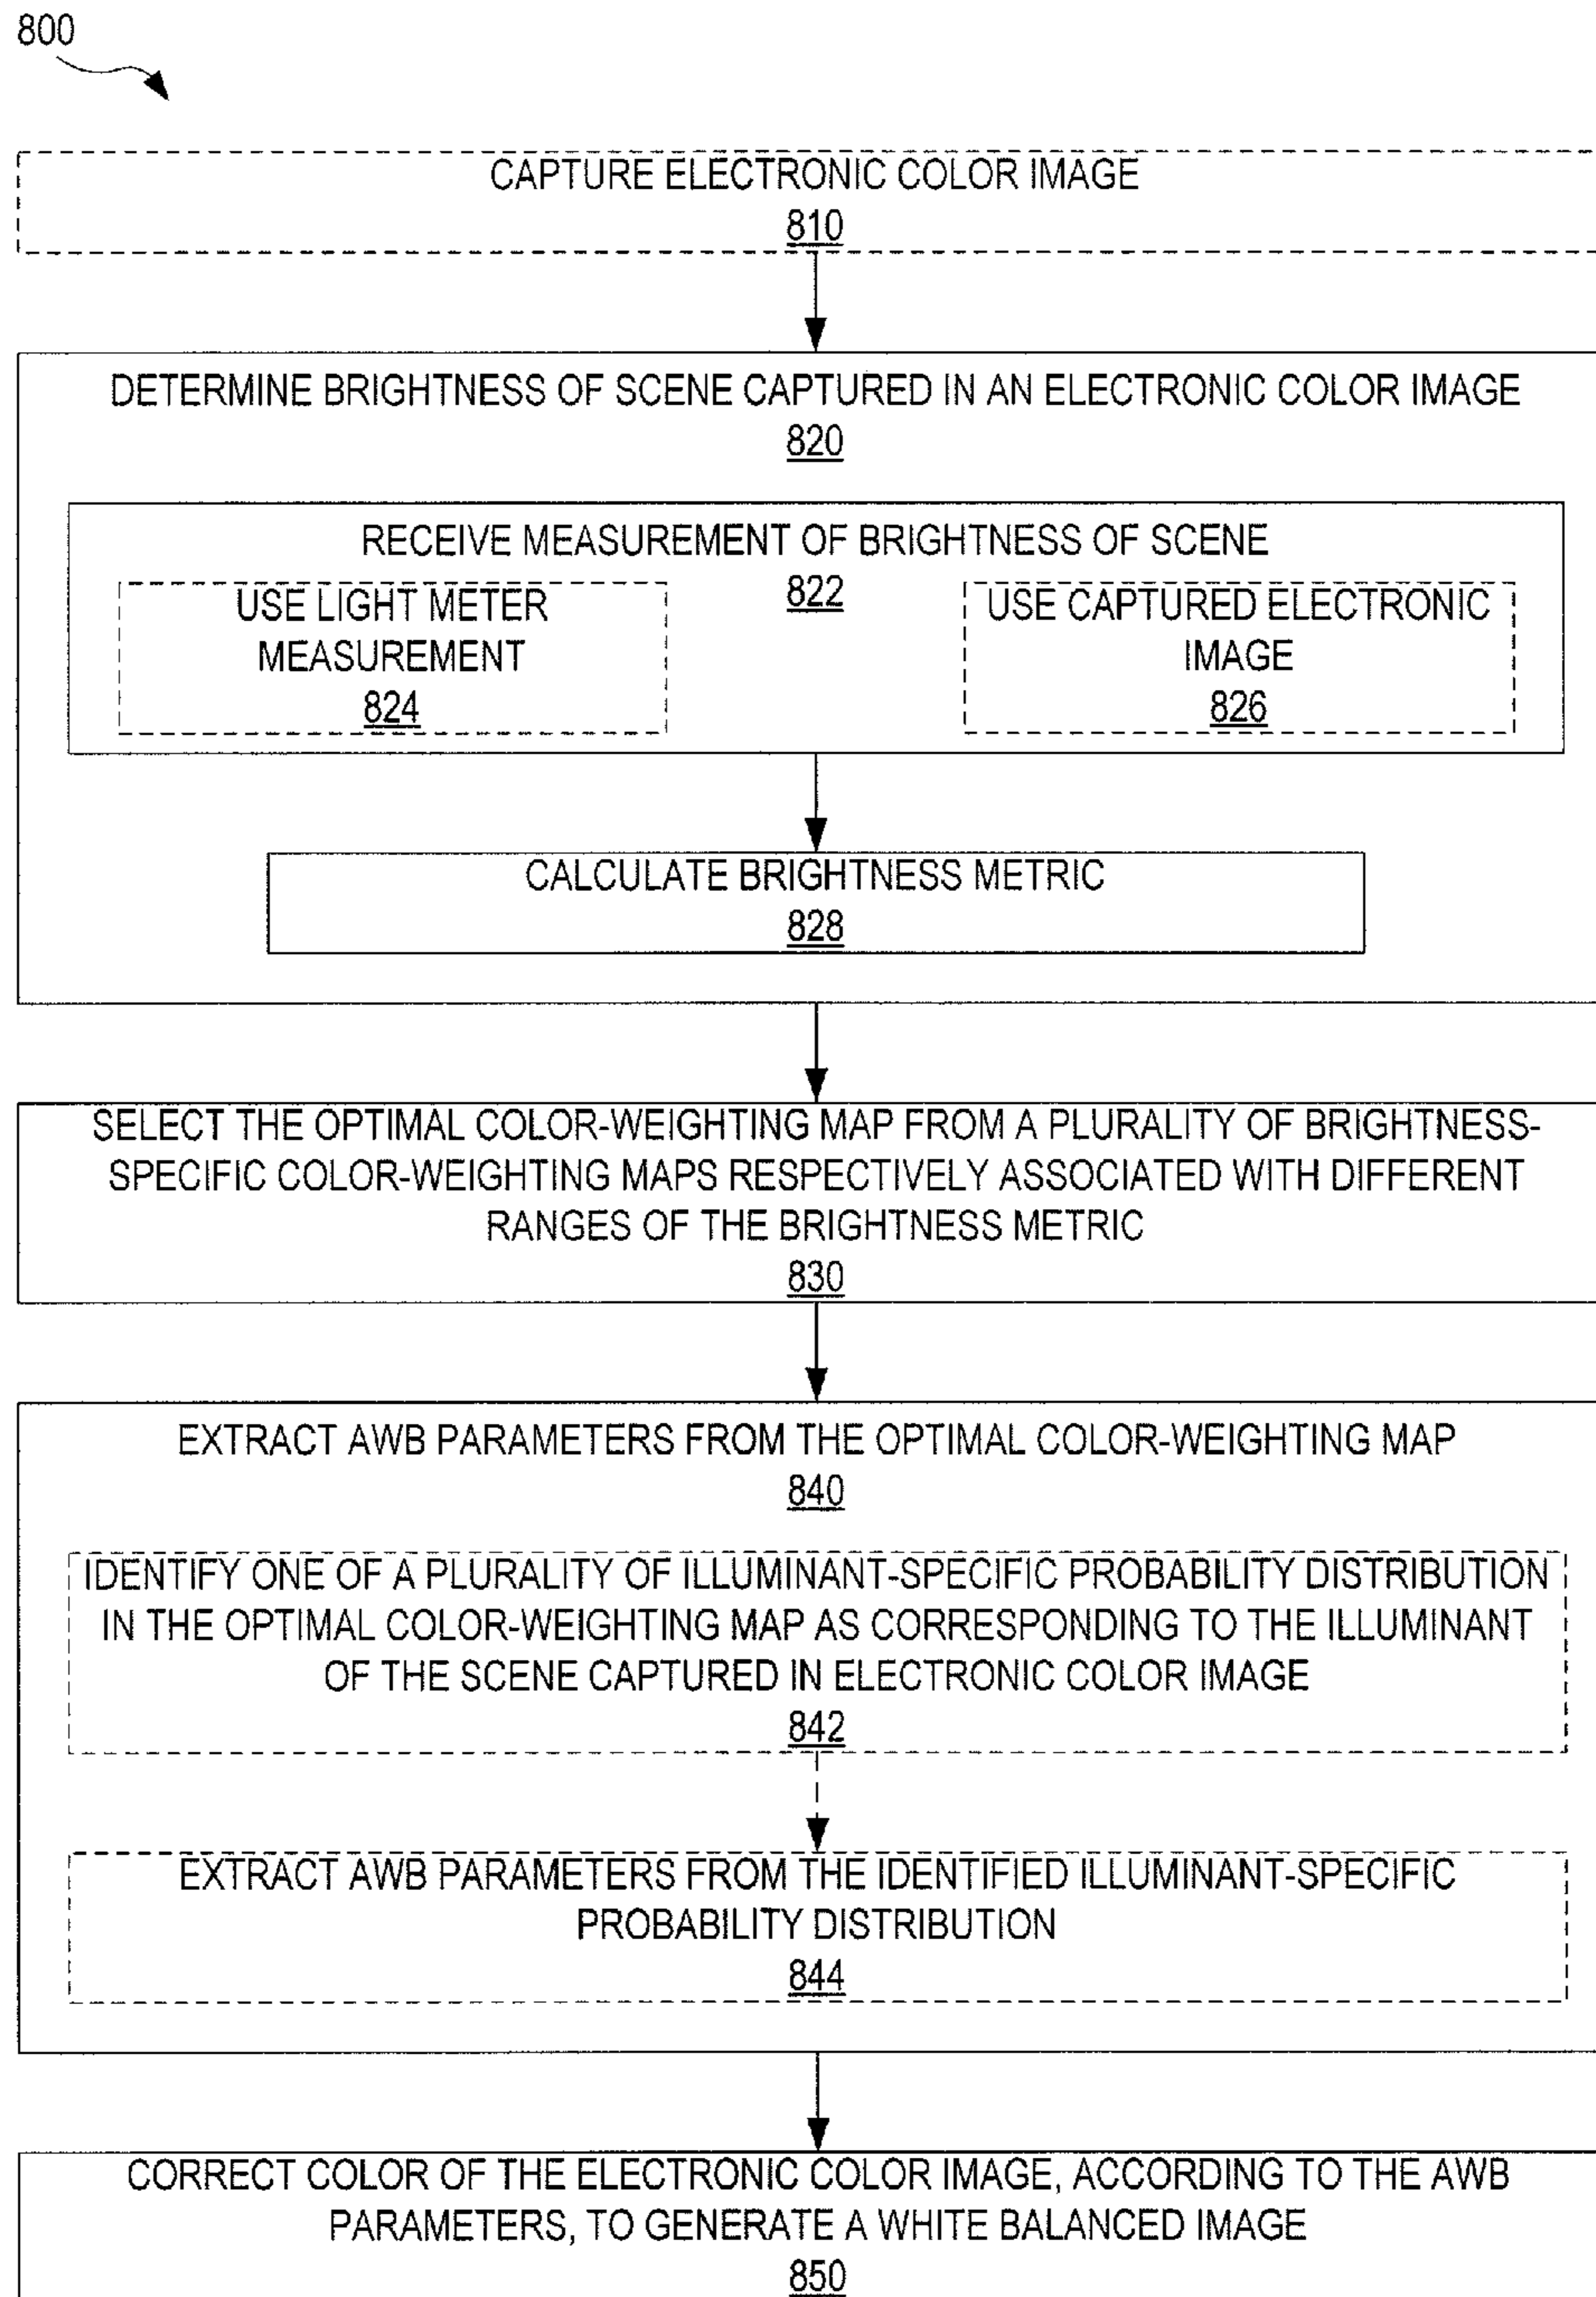 800
CAPTURE ELECTRONIC COLOR IMAGE
810
DETERMINE BRIGHTNESS OF SCENE CAPTURED IN AN ELECTRONIC COLOR IMAGE
820
RECEIVE MEASUREMENT OF BRIGHTNESS OF SCENE
822
USE LIGHT METER
MEASUREMENT
824
USE CAPTURED ELECTRONIC
IMAGE
826
CALCULATE BRIGHTNESS METRIC
828
SELECT THE OPTIMAL COLOR-WEIGHTING MAP FROM A PLURALITY OF BRIGHTNESS-
SPECIFIC COLOR-WEIGHTING MAPS RESPECTIVELY ASSOCIATED WITH DIFFERENT
RANGES OF THE BRIGHTNESS METRIC
830
EXTRACT AWB PARAMETERS FROM THE OPTIMAL COLOR-WEIGHTING MAP
840
IDENTIFY ONE OF A PLURALITY OF ILLUMINANT-SPECIFIC PROBABILITY DISTRIBUTION
IN THE OPTIMAL COLOR-WEIGHTING MAP AS CORRESPONDING TO THE ILLUMINANT
OF THE SCENE CAPTURED IN ELECTRONIC COLOR IMAGE
842
EXTRACT AWB PARAMETERS FROM THE IDENTIFIED ILLUMINANT-SPECIFIC
PROBABILITY DISTRIBUTION
844
CORRECT COLOR OF THE ELECTRONIC COLOR IMAGE, ACCORDING TO THE AWB
PARAMETERS, TO GENERATE A WHITE BALANCED IMAGE
850